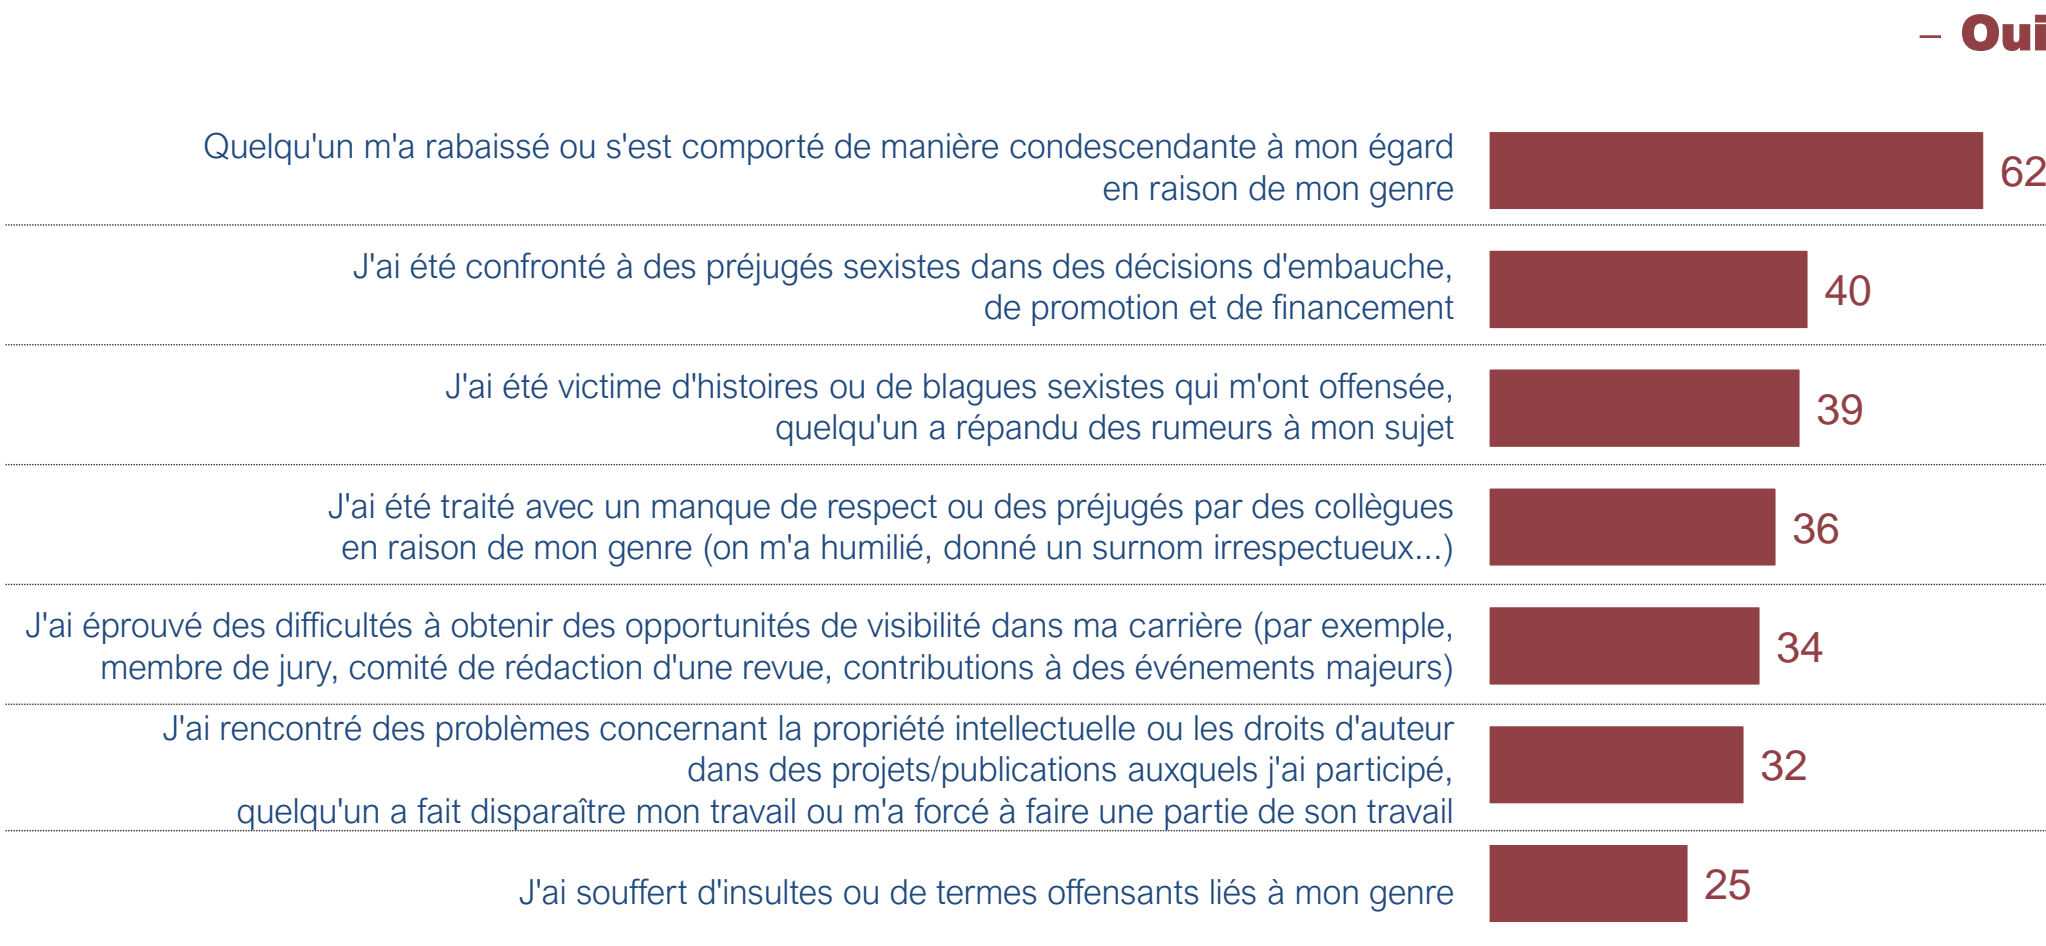 – Oui
Quelqu'un m'a rabaissé ou s'est comporté de manière condescendante à mon égard
en raison de mon genre
62
J'ai été confronté à des préjugés sexistes dans des décisions d'embauche,
de promotion et de financement
40
J'ai été victime d'histoires ou de blagues sexistes qui m'ont offensée,
quelqu'un a répandu des rumeurs à mon sujet
39
J'ai été traité avec un manque de respect ou des préjugés par des collègues
en raison de mon genre (on m'a humilié, donné un surnom irrespectueux...)
36
J'ai éprouvé des difficultés à obtenir des opportunités de visibilité dans ma carrière (par exemple,
membre de jury, comité de rédaction d'une revue, contributions à des événements majeurs)
34
J'ai rencontré des problèmes concernant la propriété intellectuelle ou les droits d'auteur
dans des projets/publications auxquels j'ai participé,
quelqu'un a fait disparaître mon travail ou m'a forcé à faire une partie de son travail
32
J'ai souffert d'insultes ou de termes offensants liés à mon genre
25